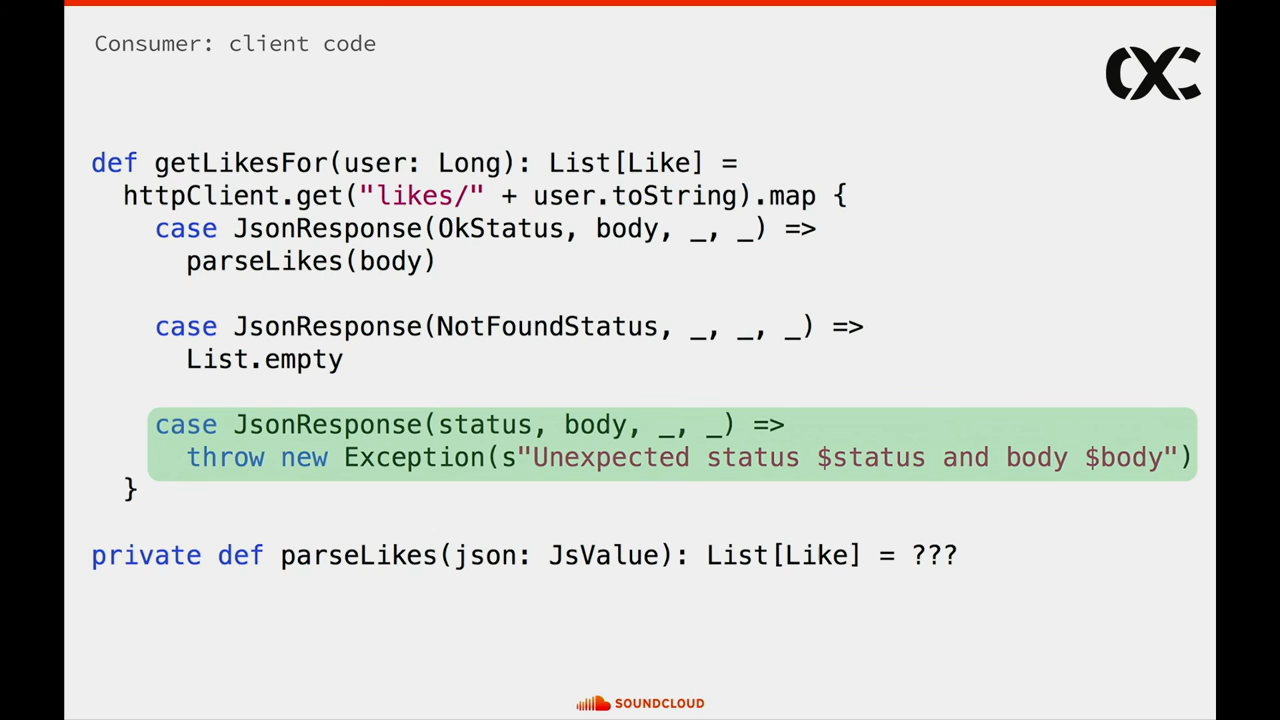 Consumer: client code
CXC
def getLikesFor(user: Long): List[Like] =
httpClient.get("likes/" + user.toString).map {
case JsonResponse(OkStatus, body, _, _) =>
parseLikes(body)
case JsonResponse(NotFoundStatus, _, _, _) =>
List.empty
case JsonResponse(status, body, _, _) =>
throw new Exception(s"Unexpected status $status and body $body")
}
private def parseLikes(json: JsValue): List[Like] = ???
SOUNDCLOUD